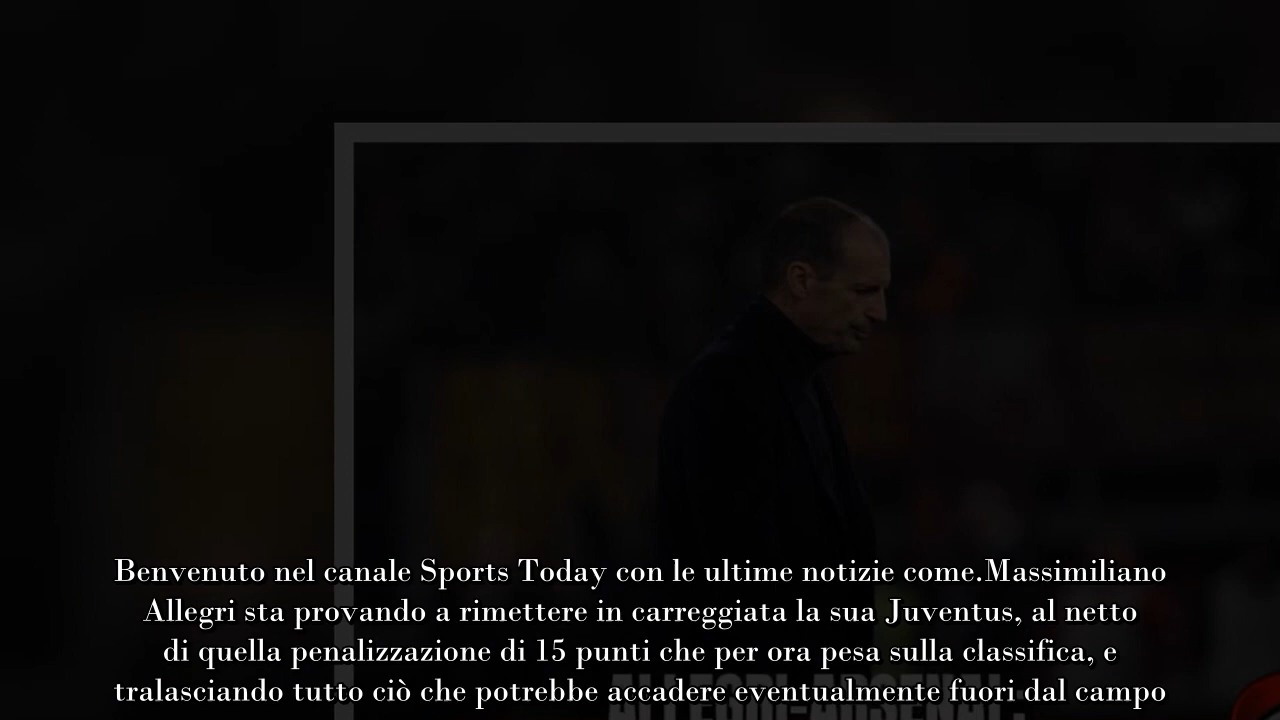 Benvenuto nel canale Sports Today con le ultime notizie come.Massimiliano
Allegri sta provando a rimettere in carreggiata la sua Juventus, al netto
di quella penalizzazione di 15 punti che per ora pesa sulla classifica, e
tralasciando tutto ciò che potrebbe accadere eventualmente fuori dal campo
ALLEGRI-ARSENAL: